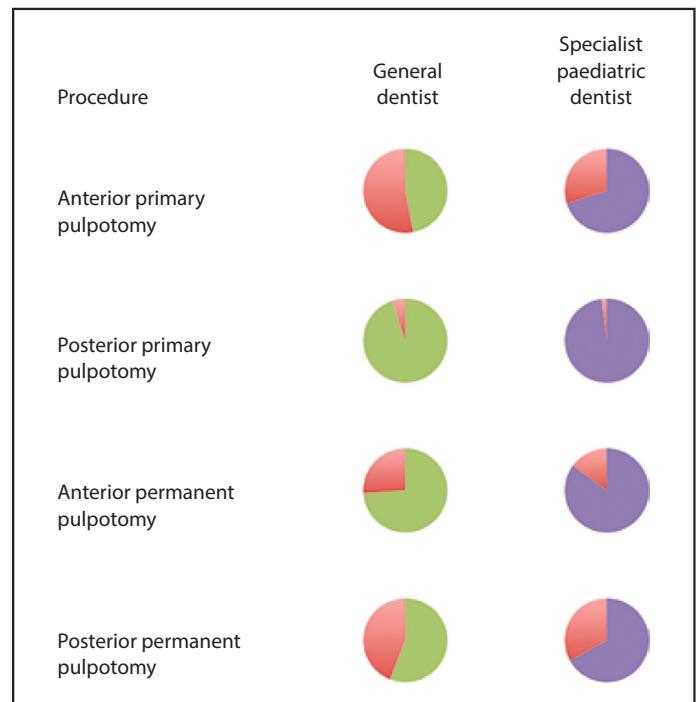 Procedure
General
dentist
Specialist
paediatric
dentist
Anterior primary
pulpotomy
Posterior primary
pulpotomy
Anterior permanent
pulpotomy
Posterior permanent
pulpotomy